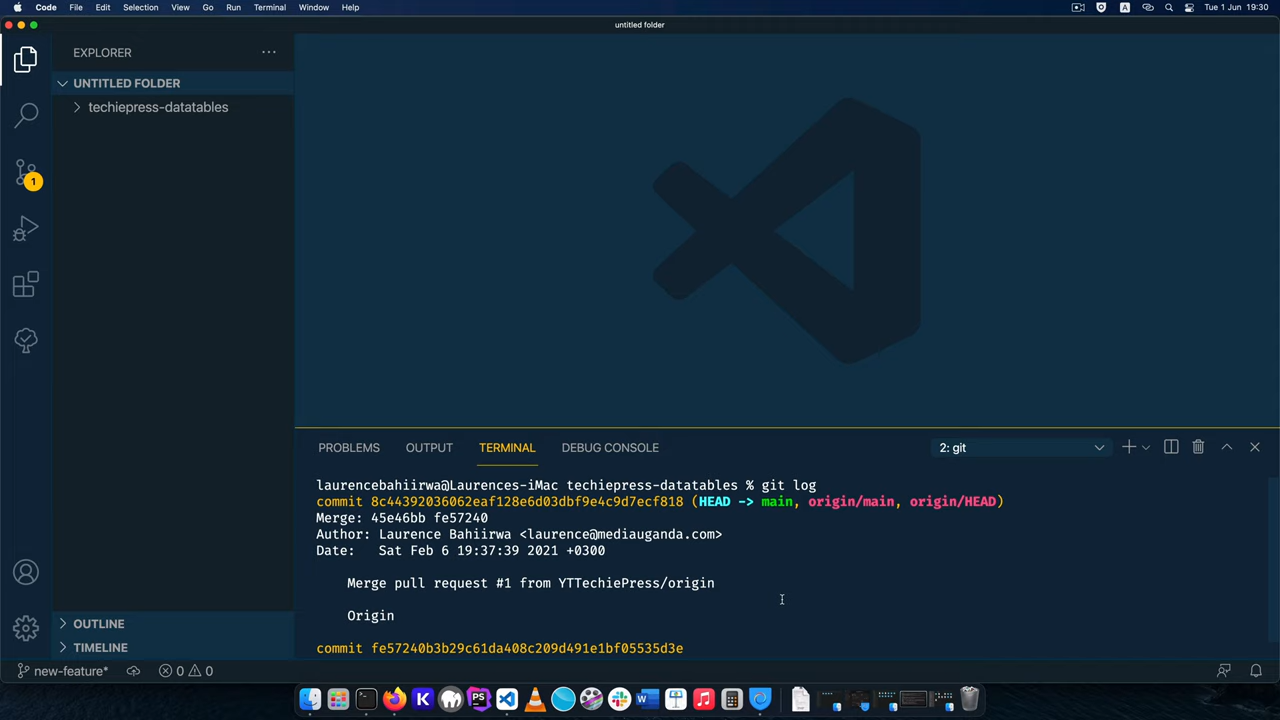 Code File Edit Selection View Go Run Terminal Window Help
A Tue 1 Jun 19:30
untitled folder
EXPLORER
UNTITLED FOLDER
techiepress-datatables
1
OUTLINE
TIMELINE
PROBLEMS OUTPUT TERMINAL DEBUG CONSOLE 2: git
laurencebahiirwa@Laurences-iMac techiepress-datatables % git log
commit 8c44392036062eaf128e6d03dbf9e4c9d7ecf818 (HEAD -> main, origin/main, origin/HEAD)
Merge: 45e46bb fe57240
Author: Laurence Bahiirwa <laurence@mediauganda.com>
Date: Sat Feb 6 19:37:39 2021 +0300
Merge pull request #1 from YTTechiePress/origin
Origin
commit fe57240b3b29c61da408c209d491e1bf05535d3e
new-feature* 0 0
K PS W